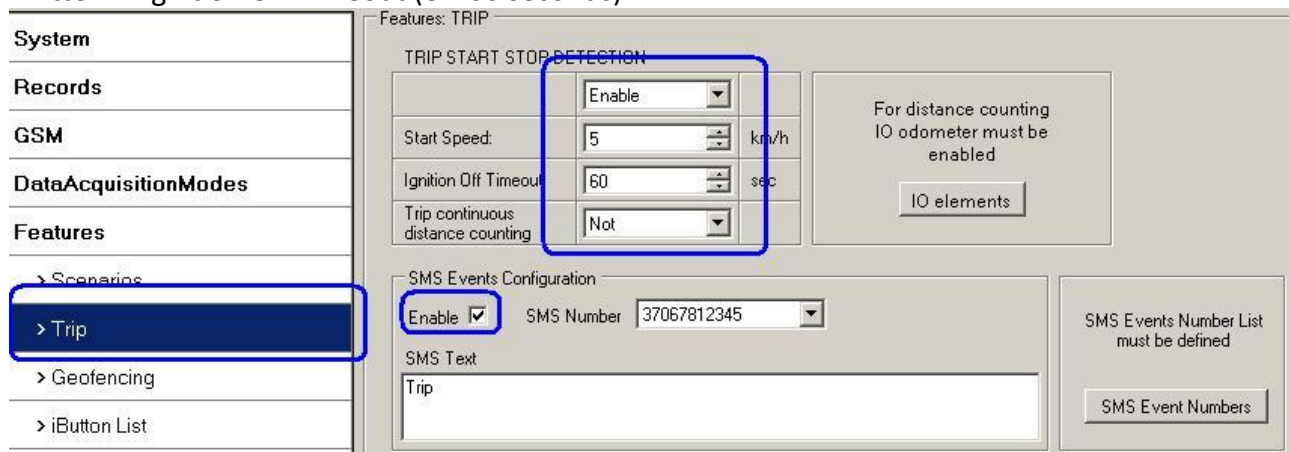 System
Records
GSM
DataAcquisitionModes
Features
> Scenarios
> Trip
> Geofencing
> iButton List
Features: TRIP
TRIP START STOP DETECTION
Enable
Start Speed: 5 km/h
Ignition Off Timeout 60 sec
Trip continuous
distance counting Not
For distance counting
IO odometer must be
enabled
IO elements
SMS Events Configuration
Enable SMS Number 37067812345
SMS Text
Trip
SMS Events Number List
must be defined
SMS Event Numbers